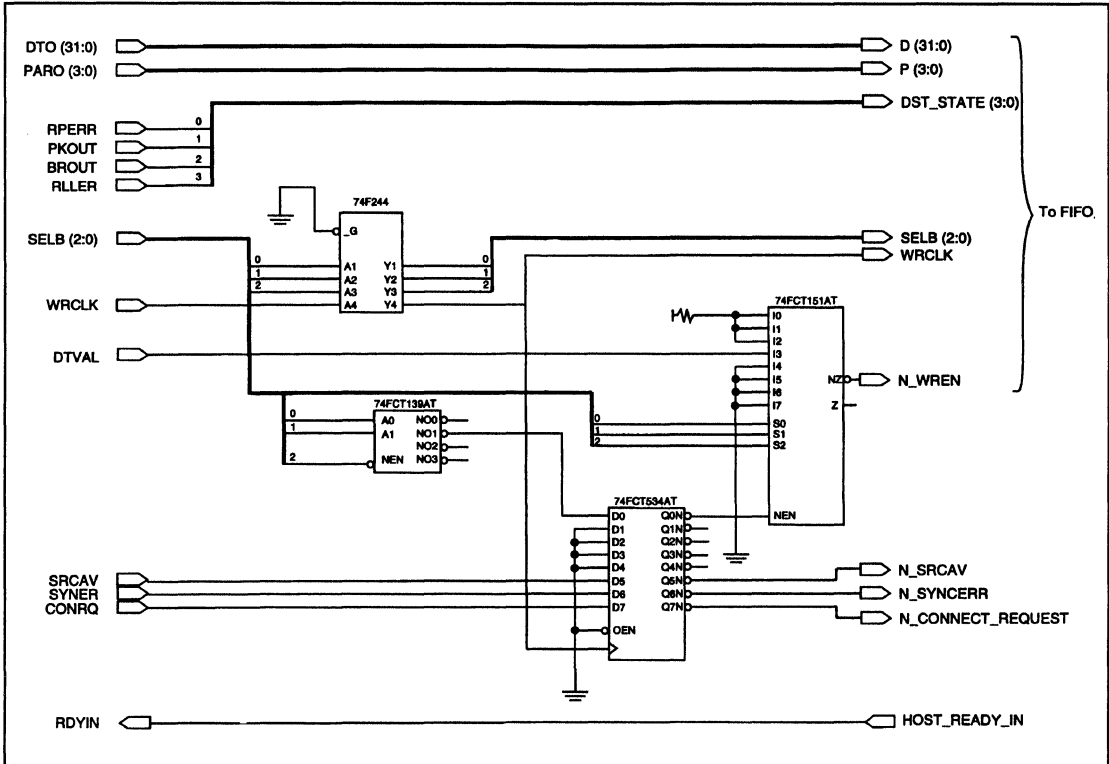 DTO (31:0) D (31:0)
PARO (3:0) P (3:0)
DST_STATE (3:0)
RPERR 0
PKOUT 1
BROUT 2
RLLER 3
To FIFO
74F244
_G
SELB (2:0) SELB (2:0)
WRCLK
0 A1 Y1 0
1 A2 Y2 1
2 A3 Y3 2
WRCLK A4 Y4
74FCT151AT
I0
I1
I2
DTVAL I3
I4
I5 NZ N_WREN
I6
I7 Z
0 S0
1 S1
2 S2
NEN
74FCT139AT
0 A0 NO0
1 A1 NO1
NO2
2 NEN NO3
74FCT534AT
D0 Q0N
D1 Q1N
D2 Q2N
D3 Q3N
D4 Q4N
SRCAV D5 Q5N N_SRCAV
SYNER D6 Q6N N_SYNCERR
CONRQ D7 Q7N N_CONNECT_REQUEST
OEN
RDYIN HOST_READY_IN